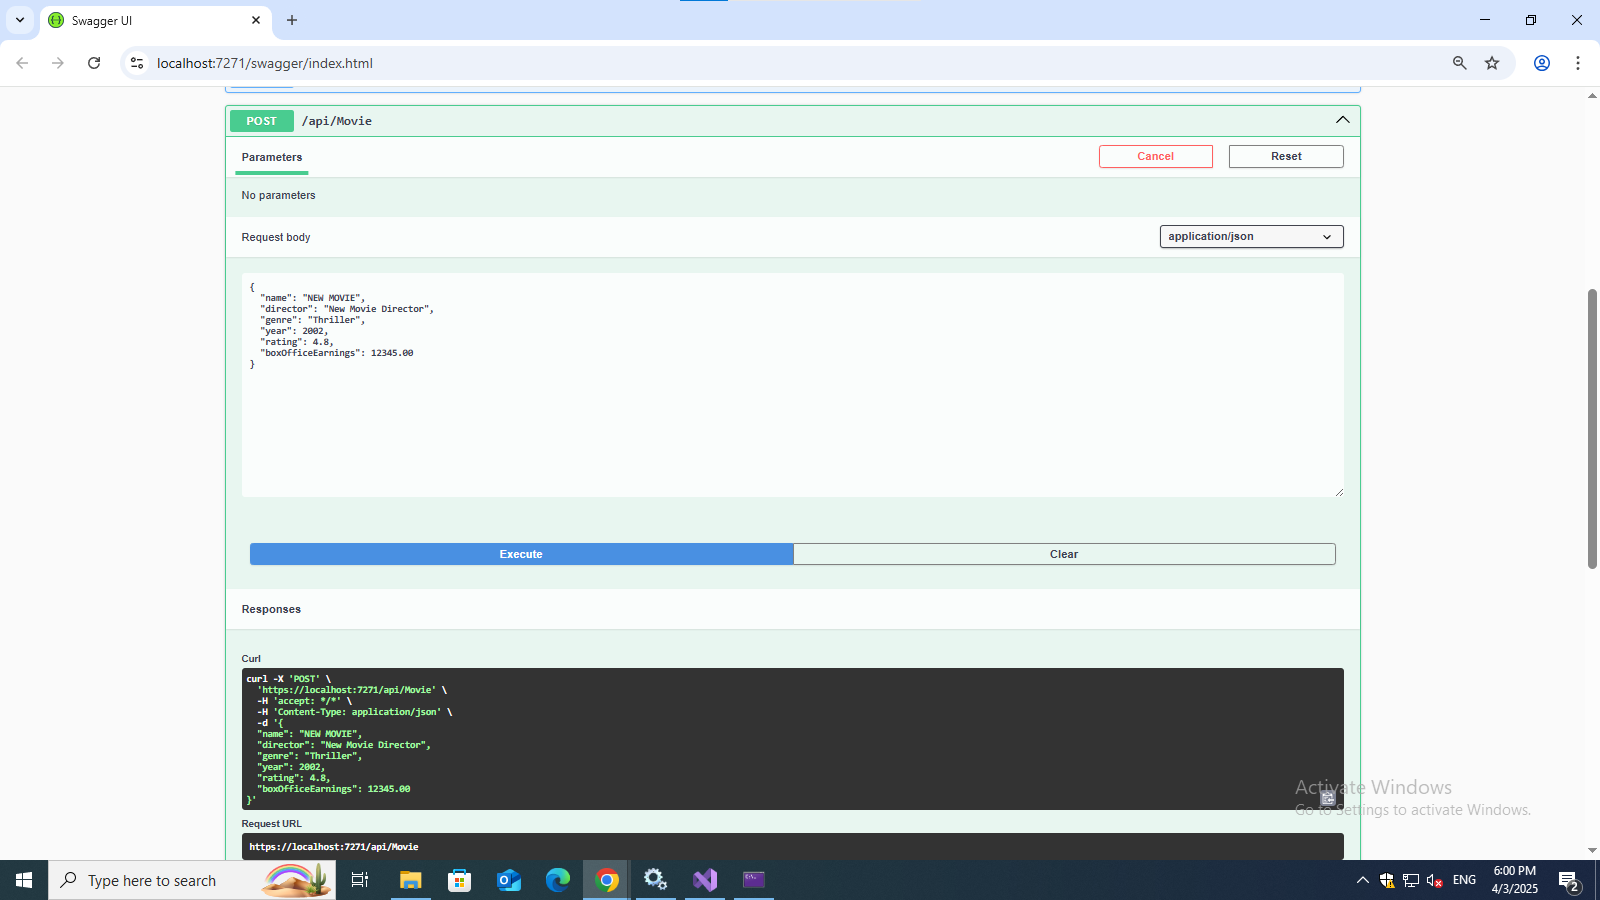 Swagger UI
localhost:7271/swagger/index.html
POST /api/Movie
Parameters
Cancel
Reset
No parameters
Request body
application/json
{
"name": "NEW MOVIE",
"director": "New Movie Director",
"genre": "Thriller",
"year": 2002,
"rating": 4.8,
"boxOfficeEarnings": 12345.00
}
Execute
Clear
Responses
Curl
curl -X 'POST' \
'https://localhost:7271/api/Movie' \
-H 'accept: */*' \
-H 'Content-Type: application/json' \
-d '{
"name": "NEW MOVIE",
"director": "New Movie Director",
"genre": "Thriller",
"year": 2002,
"rating": 4.8,
"boxOfficeEarnings": 12345.00
}'
Activate Windows
Go to Settings to activate Windows.
Request URL
https://localhost:7271/api/Movie
Type here to search
ENG
6:00 PM
4/3/2025
2